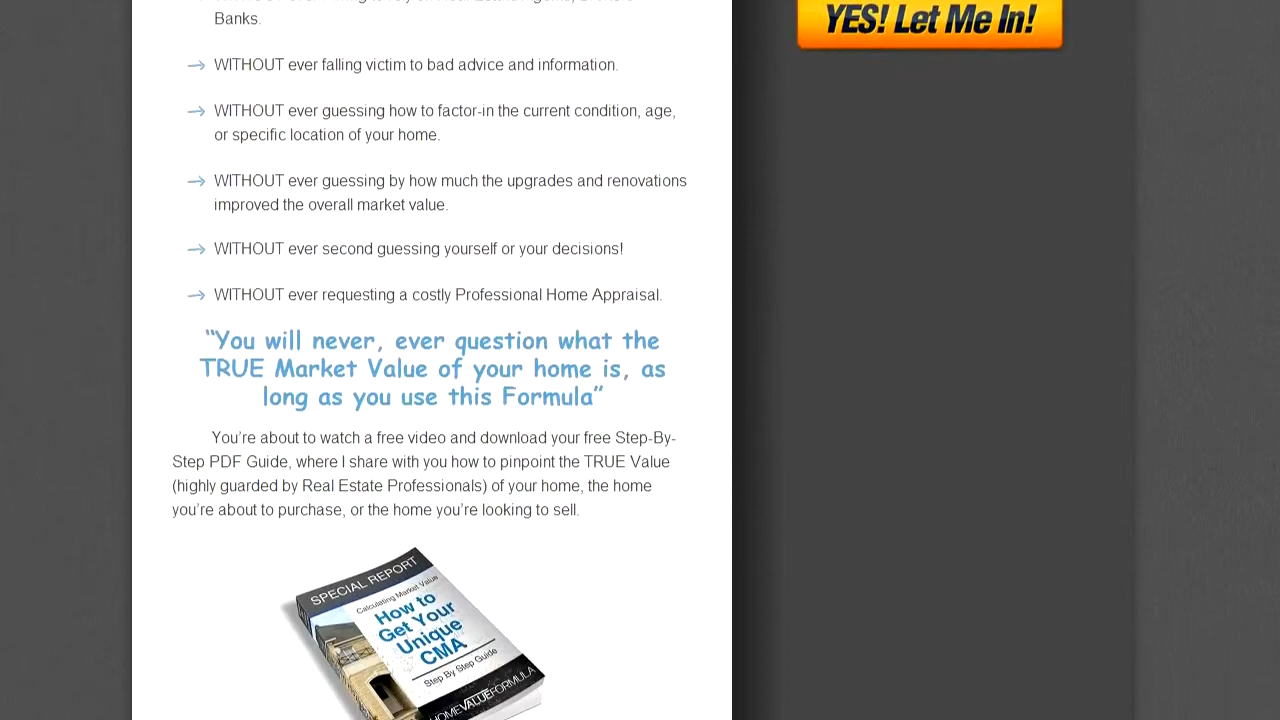 Banks.
YES! Let Me In!
WITHOUT ever falling victim to bad advice and information.
WITHOUT ever guessing how to factor-in the current condition, age,
or specific location of your home.
WITHOUT ever guessing by how much the upgrades and renovations
improved the overall market value.
WITHOUT ever second guessing yourself or your decisions!
WITHOUT ever requesting a costly Professional Home Appraisal.
“You will never, ever question what the
TRUE Market Value of your home is, as
long as you use this Formula”
You’re about to watch a free video and download your free Step-By-
Step PDF Guide, where I share with you how to pinpoint the TRUE Value
(highly guarded by Real Estate Professionals) of your home, the home
you’re about to purchase, or the home you’re looking to sell.
SPECIAL REPORT
Calculating Market Value
How to
Get Your
Unique
CMA
Step By Step Guide
HOMEVALUEFORMULA